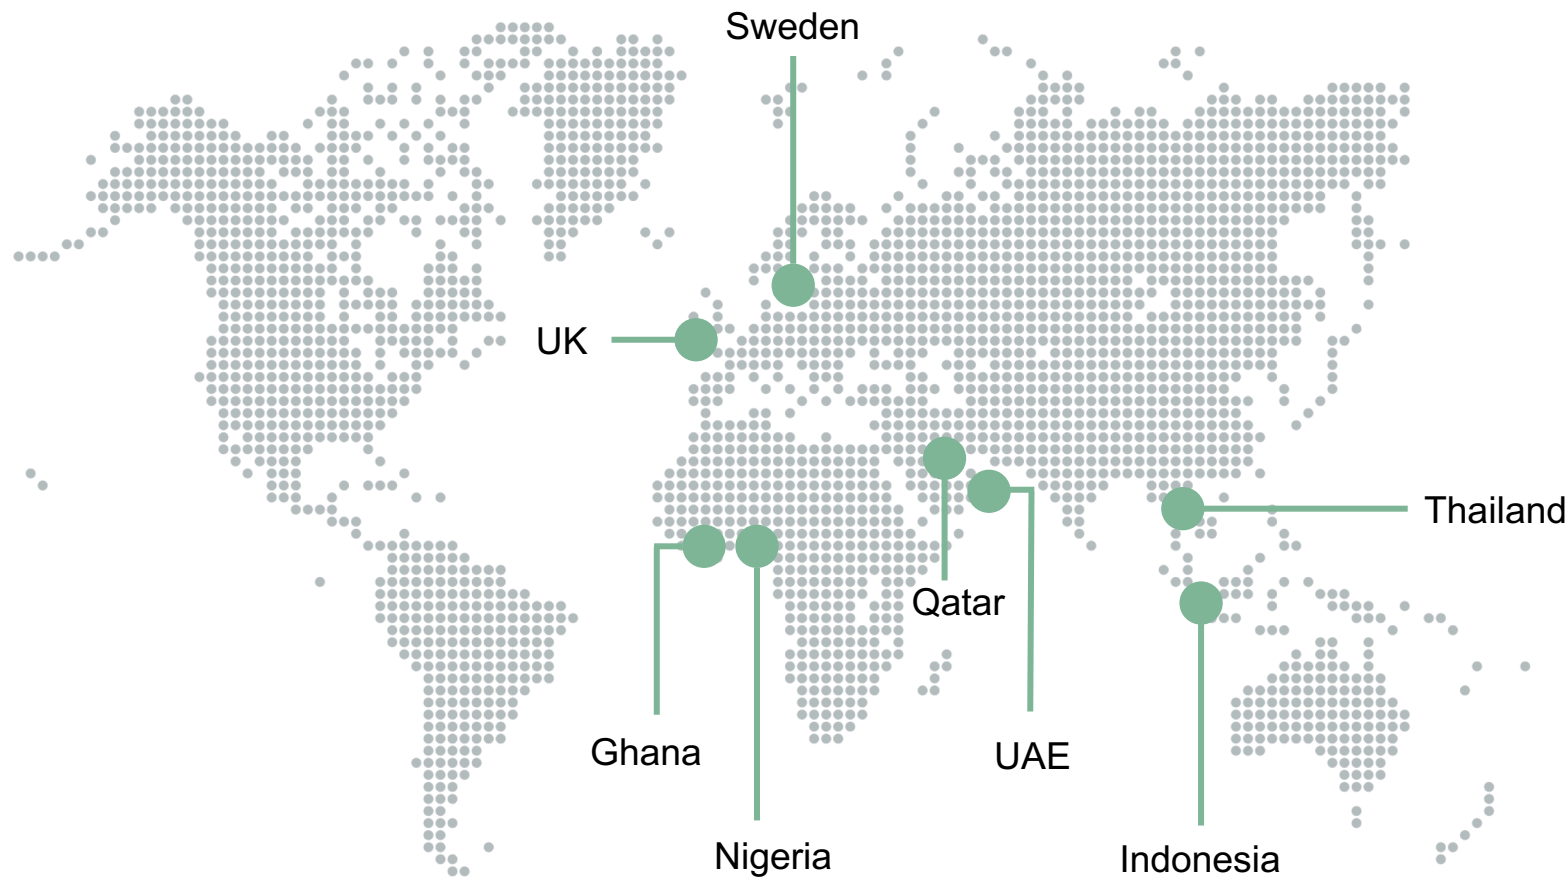 Sweden
UK
Thailand
Qatar
Ghana
UAE
Nigeria
Indonesia